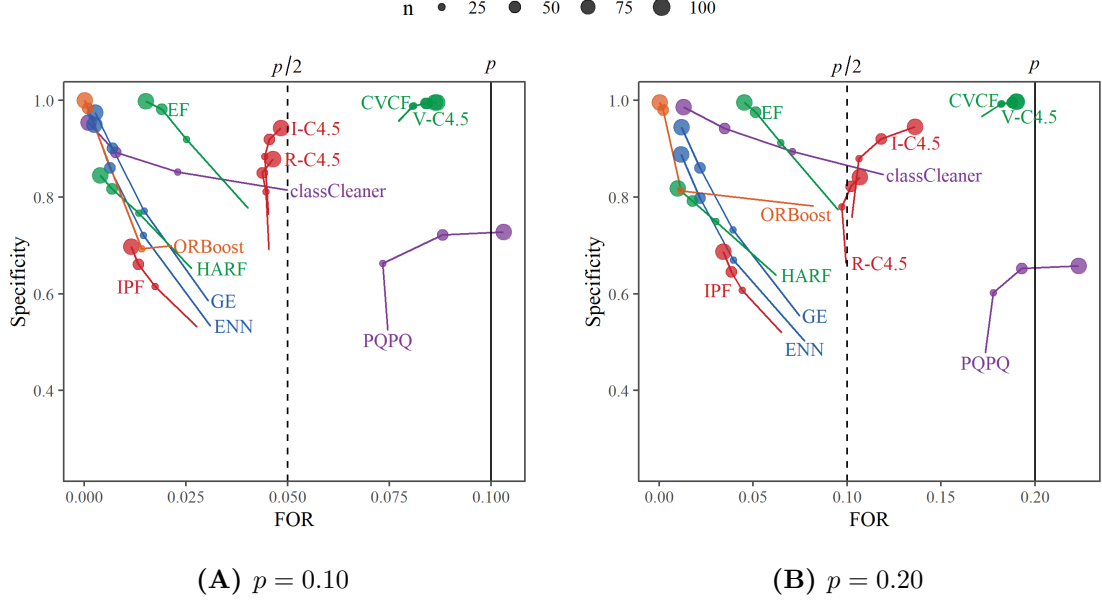 n 25 50 75 100
p/2 p
1.0
0.8
0.6
0.4
Specificity
EF
CVCF
V-C4.5
I-C4.5
R-C4.5
classCleaner
ORBoost
HARF
IPF
GE
ENN
PQPQ
0.000 0.025 0.050 0.075 0.100
FOR
(A) p = 0.10
p/2 p
1.0
0.8
0.6
0.4
Specificity
CVCF
EF
V-C4.5
I-C4.5
classCleaner
ORBoost
R-C4.5
HARF
IPF
GE
ENN
PQPQ
0.00 0.05 0.10 0.15 0.20
FOR
(B) p = 0.20